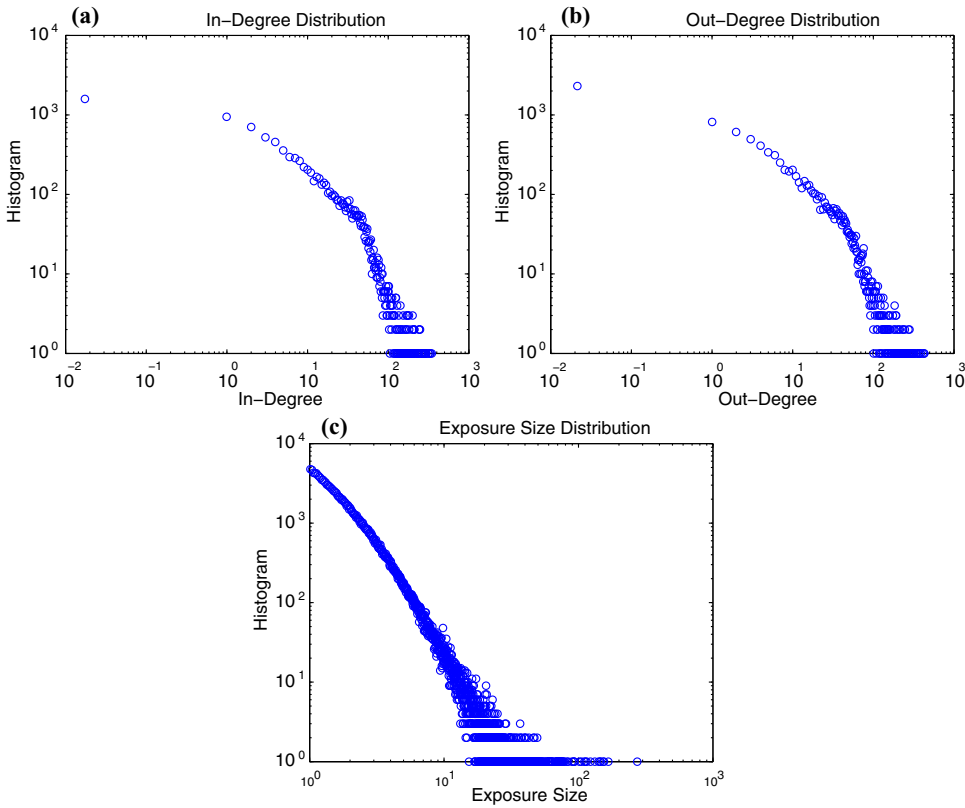 (a) In−Degree Distribution
10^4
10^3
10^2
10^1
10^0
Histogram
10^−2 10^−1 10^0 10^1 10^2 10^3
In−Degree
(b) Out−Degree Distribution
10^4
10^3
10^2
10^1
10^0
Histogram
10^−2 10^−1 10^0 10^1 10^2 10^3
Out−Degree
(c) Exposure Size Distribution
10^4
10^3
10^2
10^1
10^0
Histogram
10^0 10^1 10^2 10^3
Exposure Size